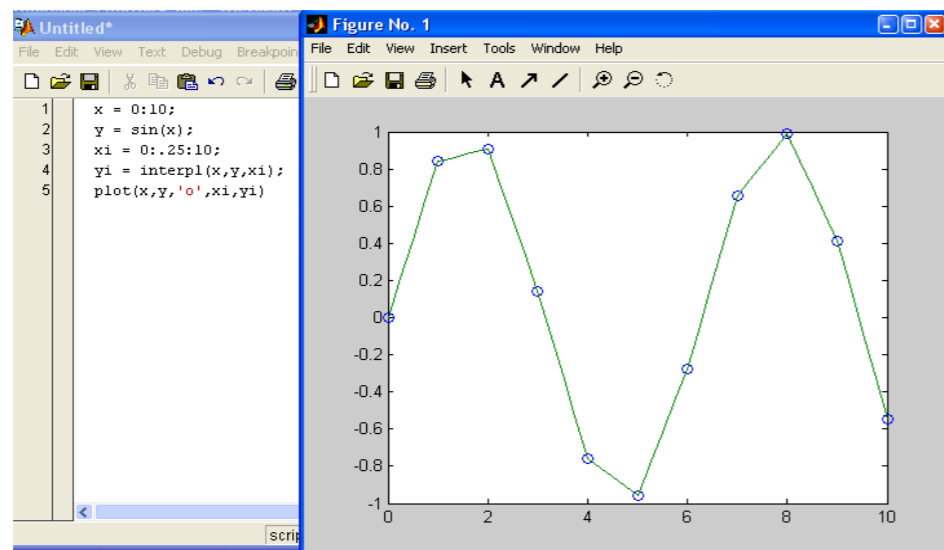 Untitled*
File Edit View Text Debug Breakpoin
1 x = 0:10;
2 y = sin(x);
3 xi = 0:.25:10;
4 yi = interp1(x,y,xi);
5 plot(x,y,'o',xi,yi)
scrip
Figure No. 1
File Edit View Insert Tools Window Help
A
1
0.8
0.6
0.4
0.2
0
-0.2
-0.4
-0.6
-0.8
-1
0 2 4 6 8 10